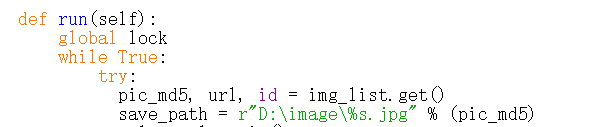 def run(self):
    global lock
    while True:
        try:
          pic_md5, url, id = img_list.get()
          save_path = r"D:\image\%s.jpg" % (pic_md5)